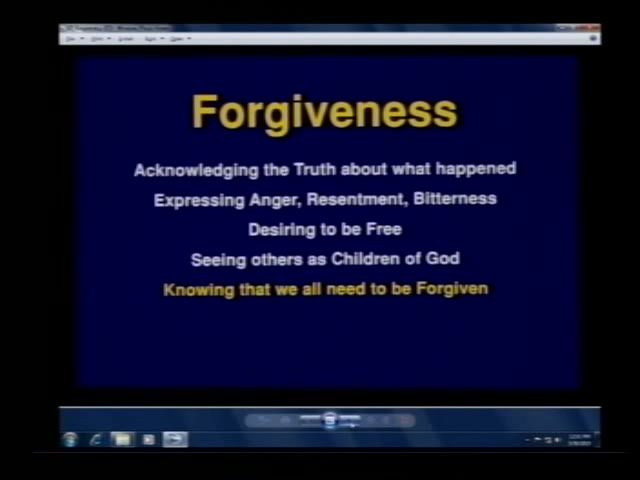 Forgiveness
Acknowledging the Truth about what happened
Expressing Anger, Resentment, Bitterness
Desiring to be Free
Seeing others as Children of God
Knowing that we all need to be Forgiven